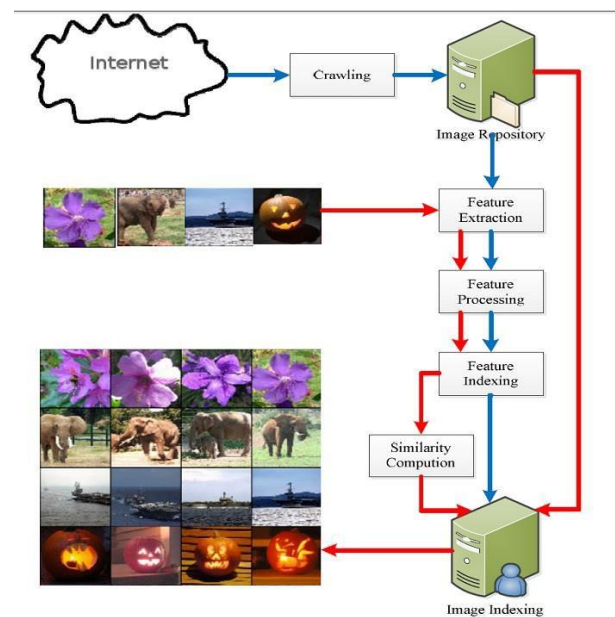 Internet
Crawling
Image Repository
Feature
Extraction
Feature
Processing
Feature
Indexing
Similarity
Compution
Image Indexing